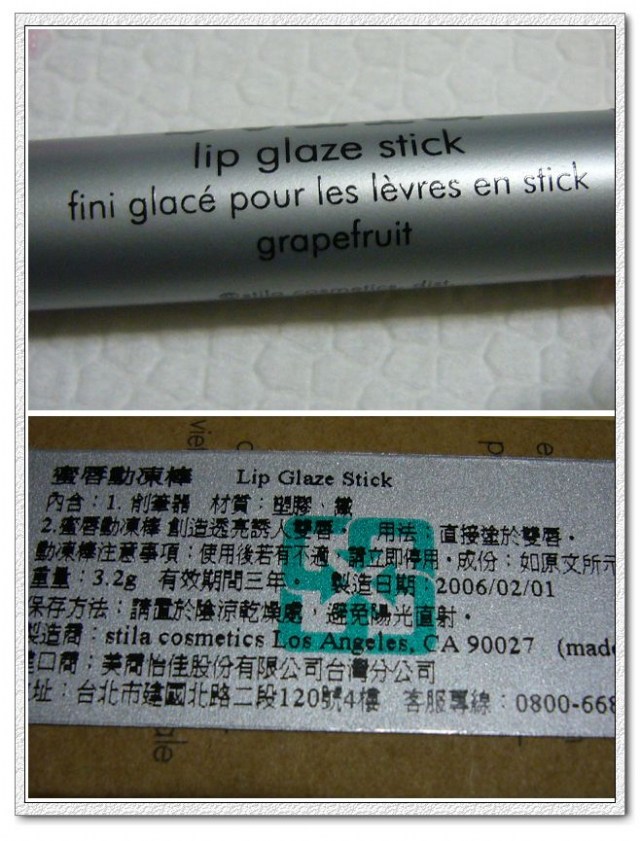 lip glaze stick
fini glacé pour les lèvres en stick
grapefruit
stila cosmetics, dist.
蜜唇動凍棒 Lip Glaze Stick
內含：1. 削筆器 材質：塑膠、鐵
2.蜜唇動凍棒 創造透亮誘人雙唇。 用法：直接塗於雙唇。
動凍棒注意事項：使用後若有不適，請立即停用。成份：如原文所示
重量：3.2g 有效期間三年。 製造日期 2006/02/01
保存方法：請置於陰涼乾燥處，避免陽光直射。
製造商：stila cosmetics Los Angeles, CA 90027 (made
進口商：美商怡佳股份有限公司台灣分公司
址：台北市建國北路二段120號4樓 客服專線：0800-668